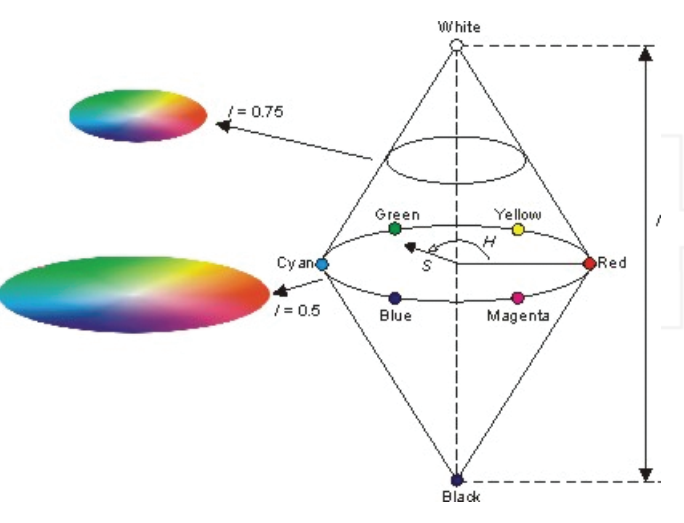 White
I = 0.75
Green
Yellow
H
I
Cyan
S
Red
I = 0.5
Blue
Magenta
Black